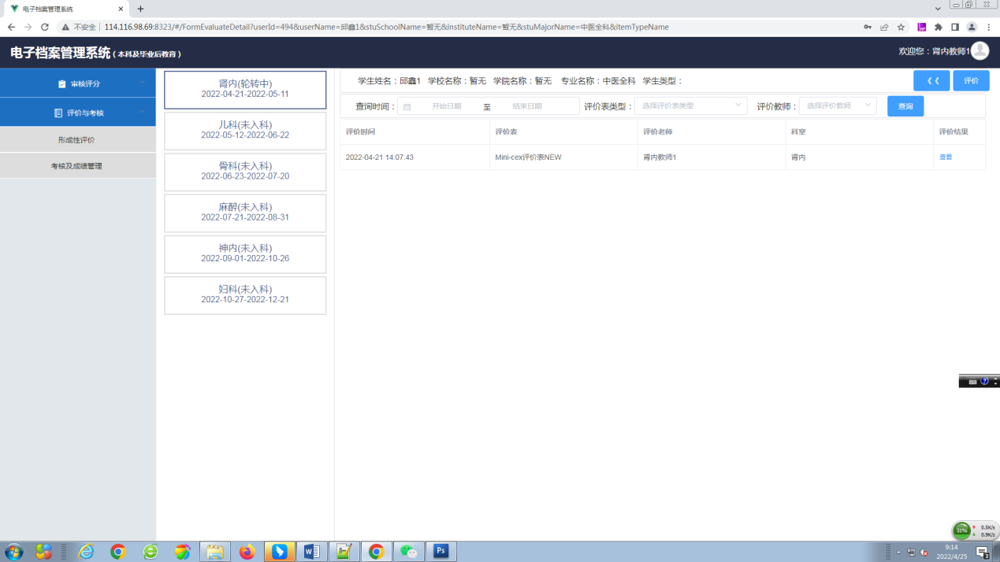 电子档案管理系统
不安全
114.116.98.69:8323/#/FormEvaluateDetail?userId=494&userName=邱鑫1&stuSchoolName=暂无&instituteName=暂无&stuMajorName=中医全科&itemTypeName
电子档案管理系统 ( 本科及毕业后教育 )
欢迎您：肾内教师1
审核评分
评价与考核
形成性评价
考核及成绩管理
肾内(轮转中)
2022-04-21-2022-05-11
儿科(未入科)
2022-05-12-2022-06-22
骨科(未入科)
2022-06-23-2022-07-20
麻醉(未入科)
2022-07-21-2022-08-31
神内(未入科)
2022-09-01-2022-10-26
妇科(未入科)
2022-10-27-2022-12-21
学生姓名：邱鑫1 学校名称：暂无 学院名称：暂无 专业名称：中医全科 学生类型：
《《 评价
查询时间： 开始日期 至 结束日期 评价表类型： 选择评价表类型 评价教师： 选择评价教师 查询
评价时间 评价表 评价老师 科室 评价结果
2022-04-21 14:07:43 Mini-cex评价表NEW 肾内教师1 肾内 查看
31%
0.5K/s
0.9K/s
Ps
9:14
2022/4/25
2